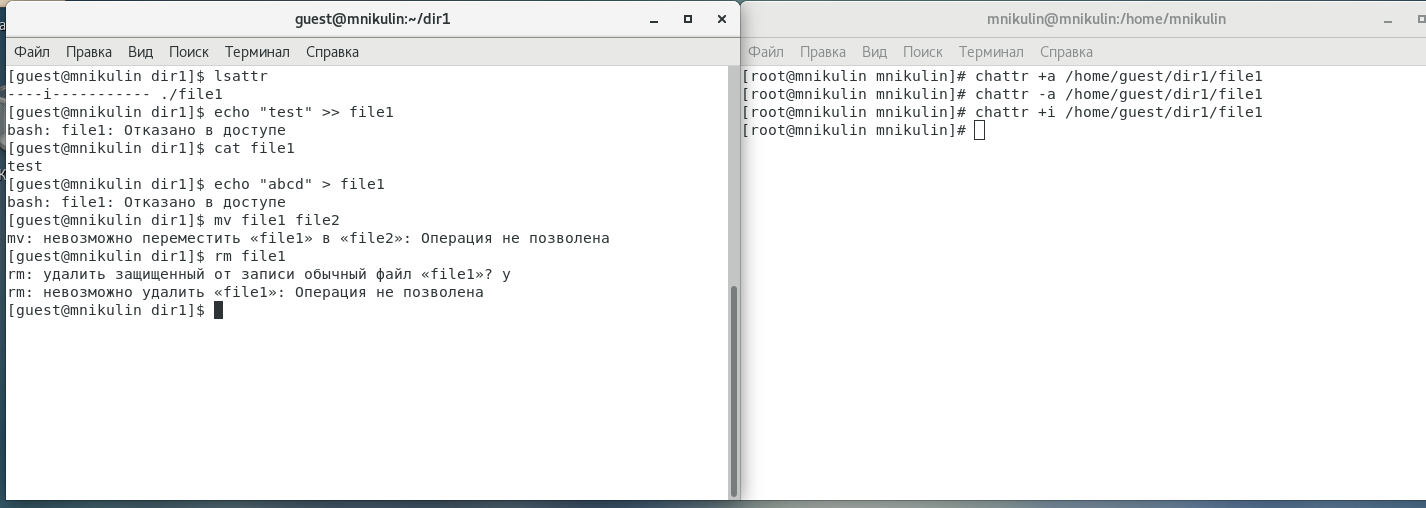 guest@mnikulin:~/dir1
Файл Правка Вид Поиск Терминал Справка
[guest@mnikulin dir1]$ lsattr
----i----------- ./file1
[guest@mnikulin dir1]$ echo "test" >> file1
bash: file1: Отказано в доступе
[guest@mnikulin dir1]$ cat file1
test
[guest@mnikulin dir1]$ echo "abcd" > file1
bash: file1: Отказано в доступе
[guest@mnikulin dir1]$ mv file1 file2
mv: невозможно переместить «file1» в «file2»: Операция не позволена
[guest@mnikulin dir1]$ rm file1
rm: удалить защищенный от записи обычный файл «file1»? y
rm: невозможно удалить «file1»: Операция не позволена
[guest@mnikulin dir1]$
mnikulin@mnikulin:/home/mnikulin
Файл Правка Вид Поиск Терминал Справка
[root@mnikulin mnikulin]# chattr +a /home/guest/dir1/file1
[root@mnikulin mnikulin]# chattr -a /home/guest/dir1/file1
[root@mnikulin mnikulin]# chattr +i /home/guest/dir1/file1
[root@mnikulin mnikulin]#